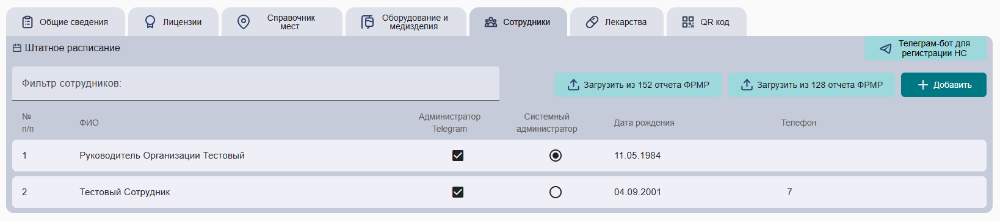 Общие сведения
Лицензии
Справочник
мест
Оборудование и
медизделия
Сотрудники
Лекарства
QR код
Штатное расписание
Телеграм-бот для
регистрации НС
Фильтр сотрудников:
Загрузить из 152 отчета ФРМР
Загрузить из 128 отчета ФРМР
Добавить
№
п/п
ФИО
Администратор
Telegram
Системный
администратор
Дата рождения
Телефон
1 Руководитель Организации Тестовый 11.05.1984
2 Тестовый Сотрудник 04.09.2001 7